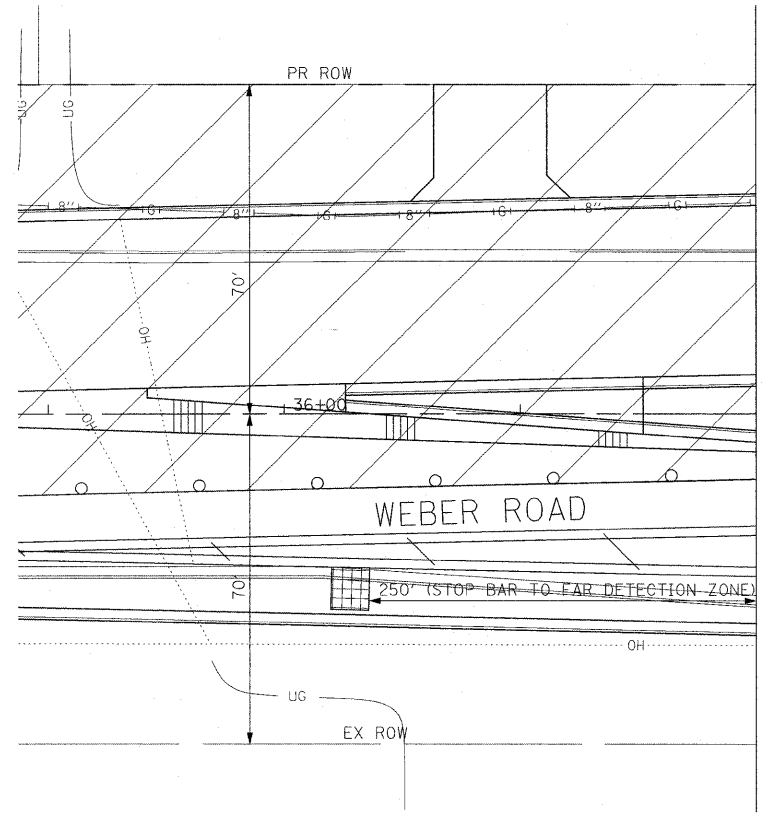 PR ROW
UG
UG
8" G 8" G 8" G 8" G
70'
OH
36+00
OH
WEBER ROAD
70'
250' (STOP BAR TO FAR DETECTION ZONE)
OH
UG
EX ROW